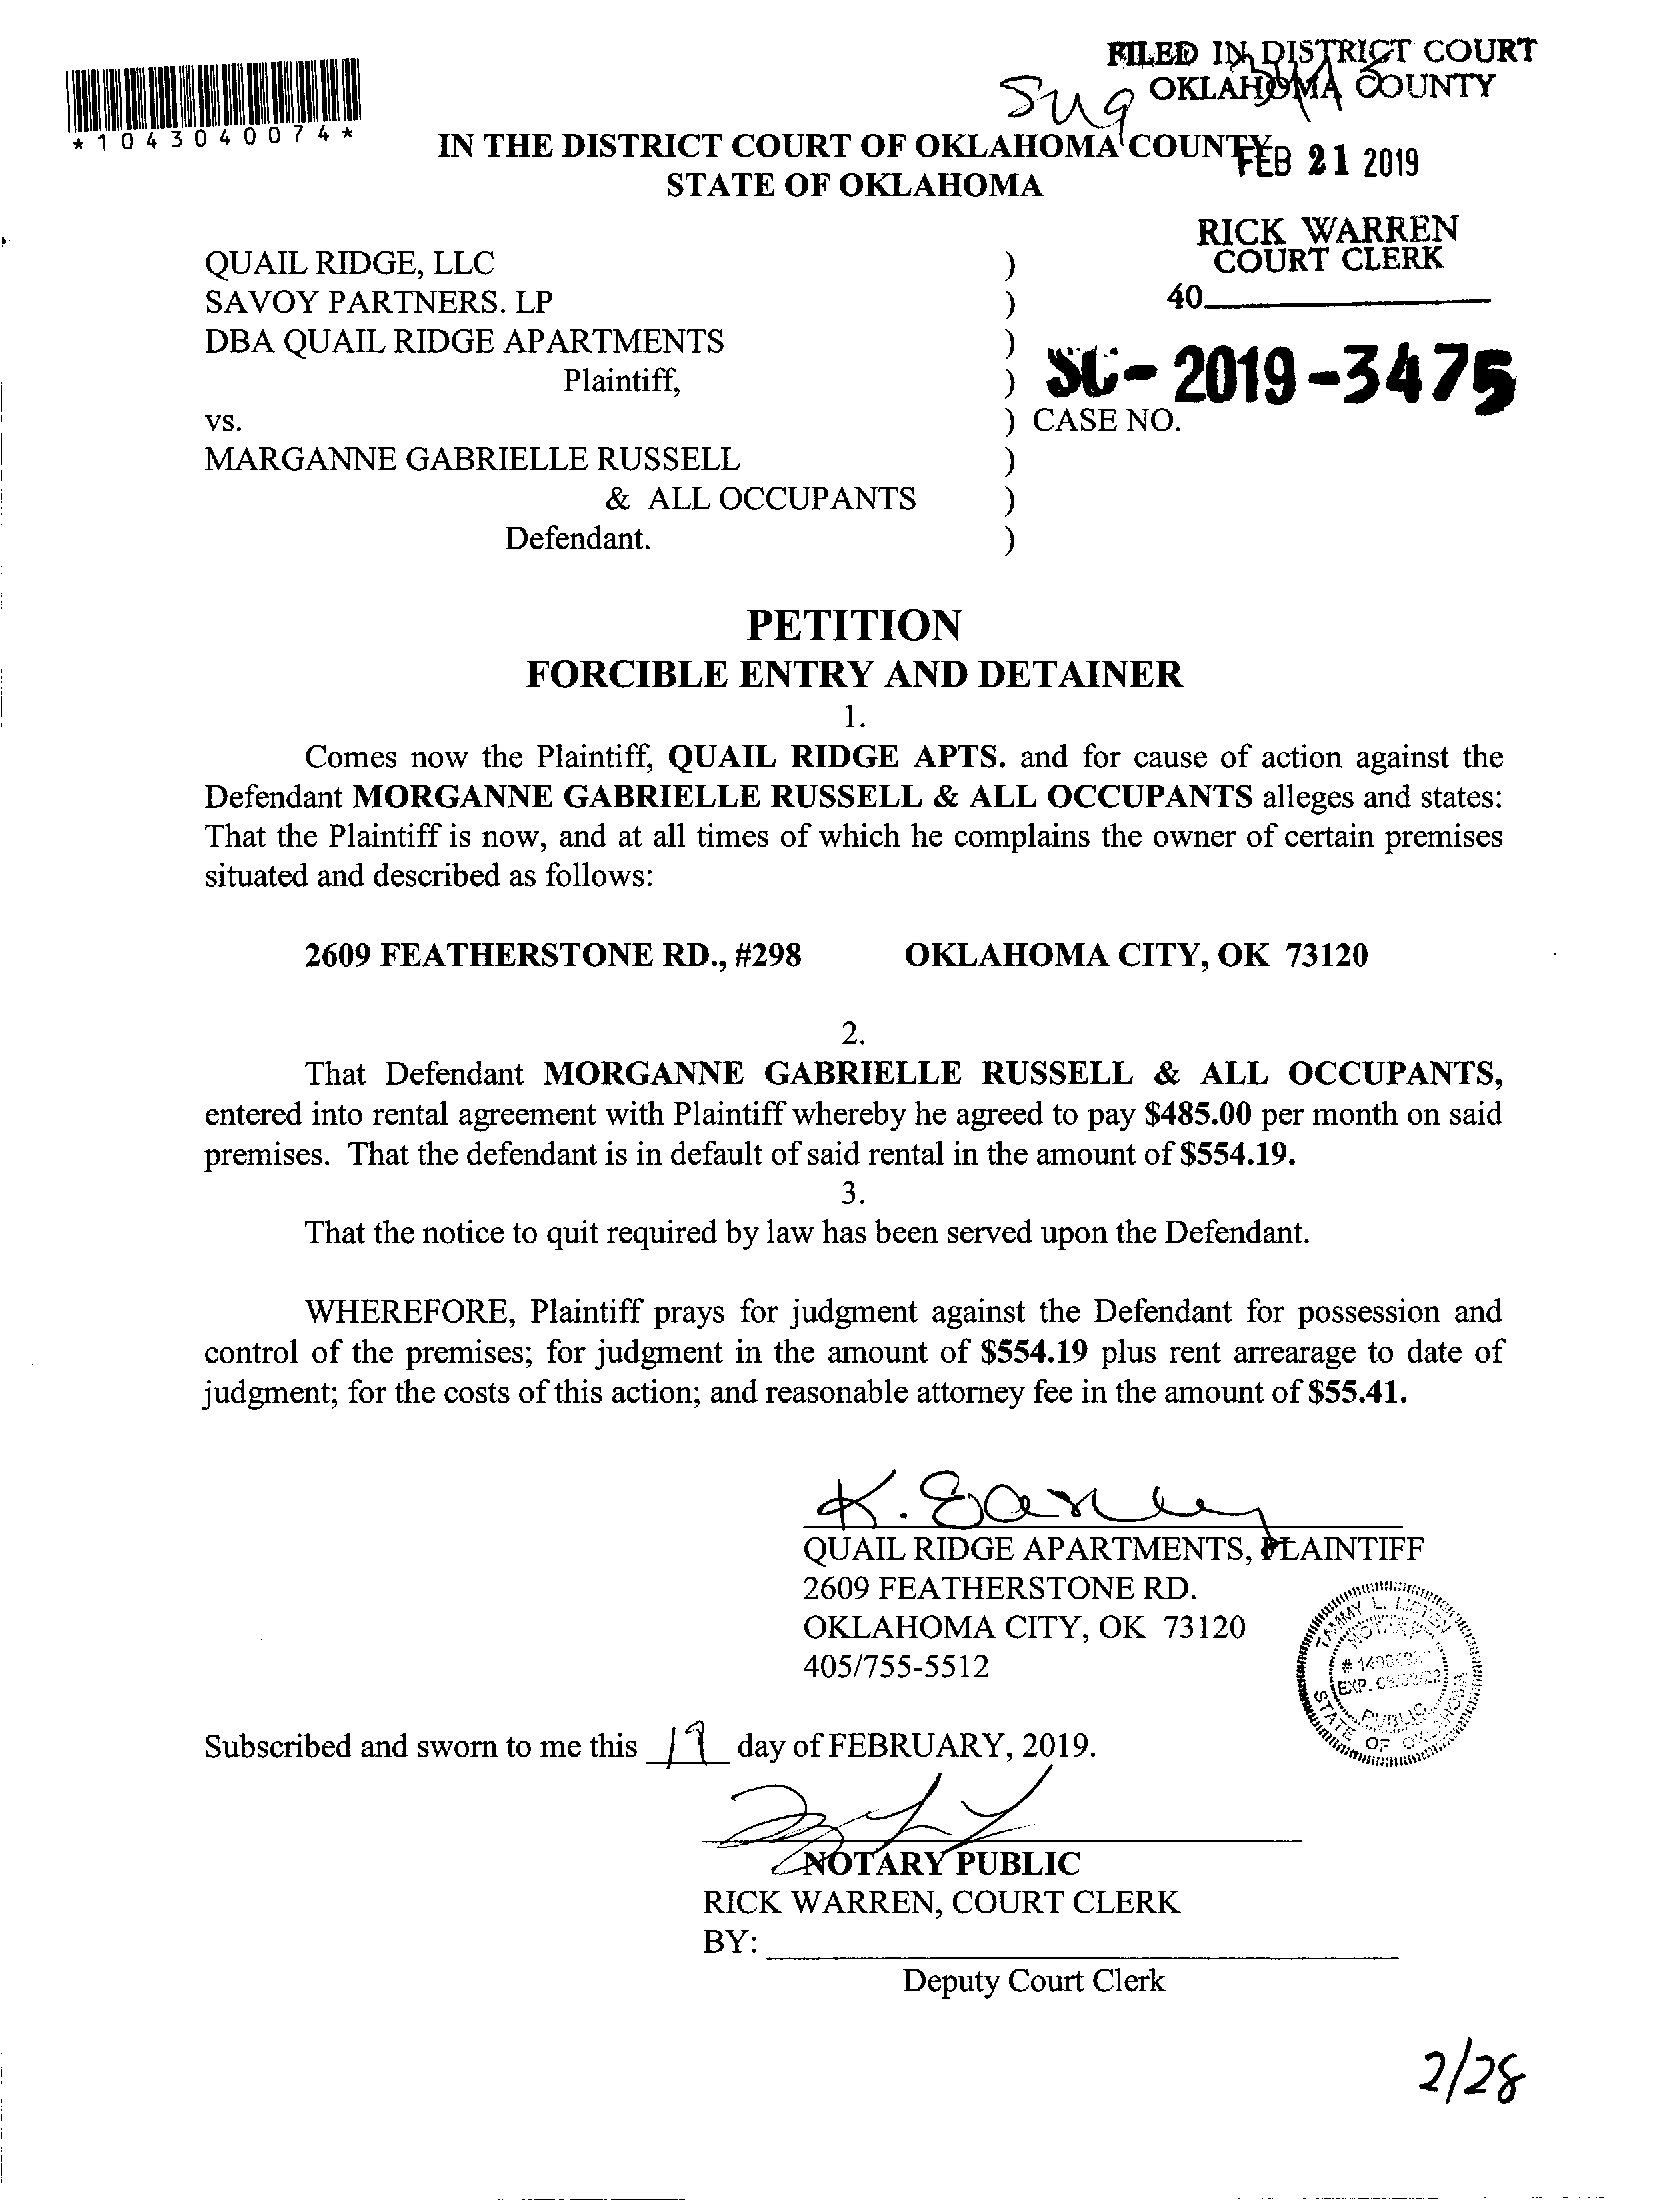 FILED IN DISTRICT COURT
OKLAHOMA COUNTY
*1043040074*
IN THE DISTRICT COURT OF OKLAHOMA COUNTY
STATE OF OKLAHOMA
FEB 21 2019
RICK WARREN
COURT CLERK
40
QUAIL RIDGE, LLC )
SAVOY PARTNERS. LP )
DBA QUAIL RIDGE APARTMENTS )
Plaintiff, ) SC-2019-3475
vs. ) CASE NO.
MARGANNE GABRIELLE RUSSELL )
& ALL OCCUPANTS )
Defendant. )
PETITION
FORCIBLE ENTRY AND DETAINER
1.
Comes now the Plaintiff, QUAIL RIDGE APTS. and for cause of action against the
Defendant MORGANNE GABRIELLE RUSSELL & ALL OCCUPANTS alleges and states:
That the Plaintiff is now, and at all times of which he complains the owner of certain premises
situated and described as follows:
2609 FEATHERSTONE RD., #298 OKLAHOMA CITY, OK 73120
2.
That Defendant MORGANNE GABRIELLE RUSSELL & ALL OCCUPANTS,
entered into rental agreement with Plaintiff whereby he agreed to pay $485.00 per month on said
premises. That the defendant is in default of said rental in the amount of $554.19.
3.
That the notice to quit required by law has been served upon the Defendant.
WHEREFORE, Plaintiff prays for judgment against the Defendant for possession and
control of the premises; for judgment in the amount of $554.19 plus rent arrearage to date of
judgment; for the costs of this action; and reasonable attorney fee in the amount of $55.41.
QUAIL RIDGE APARTMENTS, PLAINTIFF
2609 FEATHERSTONE RD.
OKLAHOMA CITY, OK 73120
405/755-5512
TAMMY L.
# EXP.
PUBLIC
STATE OF OKLAHOMA
Subscribed and sworn to me this 19 day of FEBRUARY, 2019.
NOTARY PUBLIC
RICK WARREN, COURT CLERK
BY:
Deputy Court Clerk
2/28